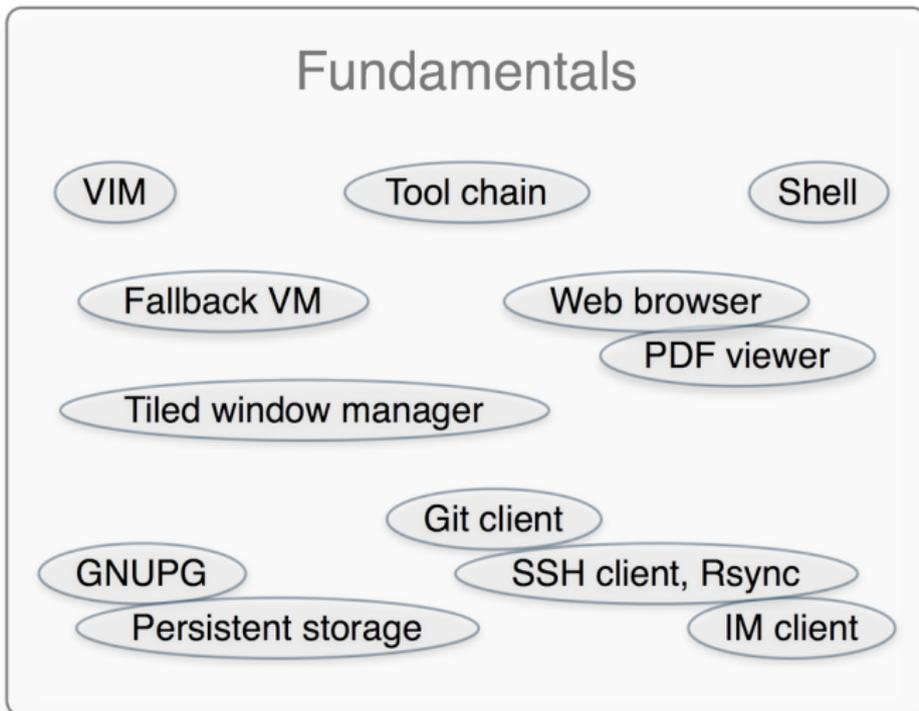 Fundamentals
VIM
Tool chain
Shell
Fallback VM
Web browser
PDF viewer
Tiled window manager
Git client
GNUPG
SSH client, Rsync
Persistent storage
IM client